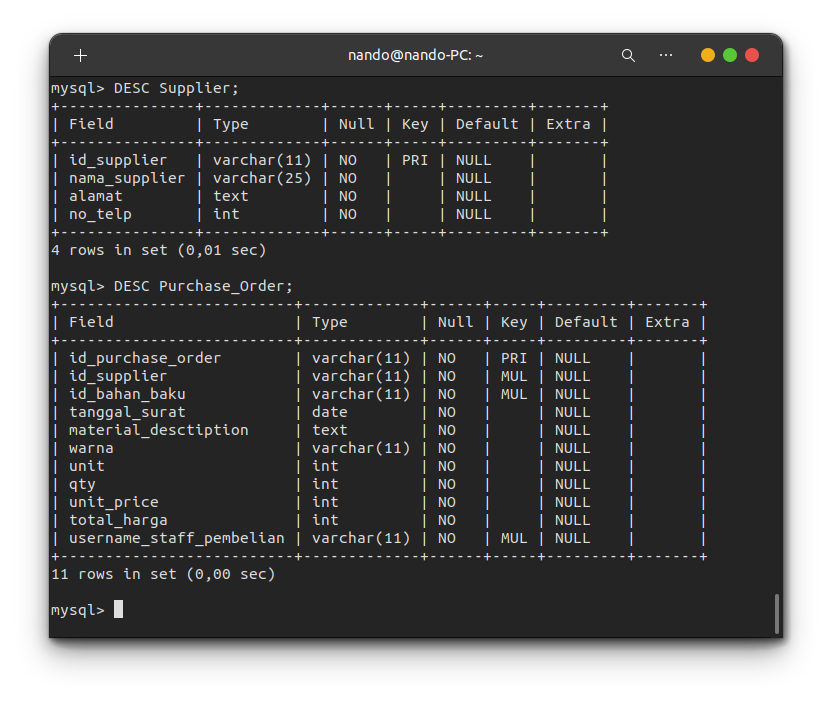 nando@nando-PC: ~
mysql> DESC Supplier;
+---------------+-------------+------+-----+---------+-------+
| Field         | Type        | Null | Key | Default | Extra |
+---------------+-------------+------+-----+---------+-------+
| id_supplier   | varchar(11) | NO   | PRI | NULL    |       |
| nama_supplier | varchar(25) | NO   |     | NULL    |       |
| alamat        | text        | NO   |     | NULL    |       |
| no_telp       | int         | NO   |     | NULL    |       |
+---------------+-------------+------+-----+---------+-------+
4 rows in set (0,01 sec)
mysql> DESC Purchase_Order;
+--------------------------+-------------+------+-----+---------+-------+
| Field                    | Type        | Null | Key | Default | Extra |
+--------------------------+-------------+------+-----+---------+-------+
| id_purchase_order        | varchar(11) | NO   | PRI | NULL    |       |
| id_supplier              | varchar(11) | NO   | MUL | NULL    |       |
| id_bahan_baku            | varchar(11) | NO   | MUL | NULL    |       |
| tanggal_surat            | date        | NO   |     | NULL    |       |
| material_desctiption     | text        | NO   |     | NULL    |       |
| warna                    | varchar(11) | NO   |     | NULL    |       |
| unit                     | int         | NO   |     | NULL    |       |
| qty                      | int         | NO   |     | NULL    |       |
| unit_price               | int         | NO   |     | NULL    |       |
| total_harga              | int         | NO   |     | NULL    |       |
| username_staff_pembelian | varchar(11) | NO   | MUL | NULL    |       |
+--------------------------+-------------+------+-----+---------+-------+
11 rows in set (0,00 sec)
mysql>